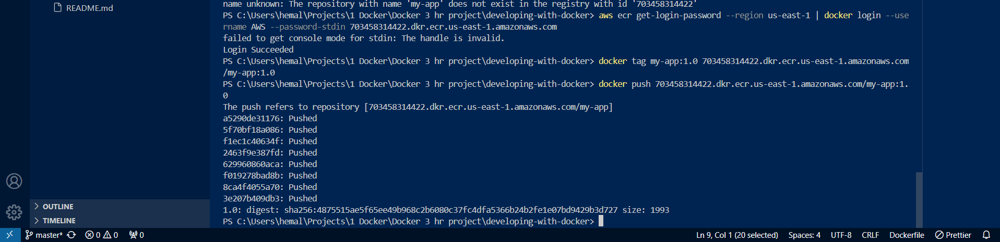 README.md
name unknown: The repository with name 'my-app' does not exist in the registry with id '703458314422'
PS C:\Users\hemal\Projects\1 Docker\Docker 3 hr project\developing-with-docker> aws ecr get-login-password --region us-east-1 | docker login --use
rname AWS --password-stdin 703458314422.dkr.ecr.us-east-1.amazonaws.com
failed to get console mode for stdin: The handle is invalid.
Login Succeeded
PS C:\Users\hemal\Projects\1 Docker\Docker 3 hr project\developing-with-docker> docker tag my-app:1.0 703458314422.dkr.ecr.us-east-1.amazonaws.com
/my-app:1.0
PS C:\Users\hemal\Projects\1 Docker\Docker 3 hr project\developing-with-docker> docker push 703458314422.dkr.ecr.us-east-1.amazonaws.com/my-app:1.
0
The push refers to repository [703458314422.dkr.ecr.us-east-1.amazonaws.com/my-app]
a5290de31176: Pushed
5f70bf18a086: Pushed
f1ec1c40634f: Pushed
2463f9e387fd: Pushed
629960860aca: Pushed
f019278bad8b: Pushed
8ca4f4055a70: Pushed
3e207b409db3: Pushed
1.0: digest: sha256:4875515ae5f65ee49b968c2b6080c37fc4dfa5366b24b2fe1e07bd9429b3d727 size: 1993
PS C:\Users\hemal\Projects\1 Docker\Docker 3 hr project\developing-with-docker>
OUTLINE
TIMELINE
master* 0 0 0 Ln 9, Col 1 (20 selected) Spaces: 4 UTF-8 CRLF Dockerfile Prettier